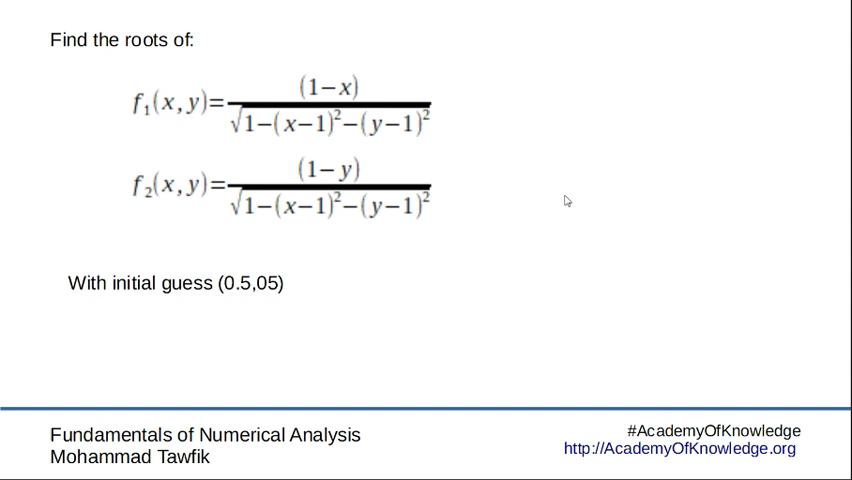 Find the roots of:
f₁(x,y)=(1−x)/√1−(x−1)²−(y−1)²
f₂(x,y)=(1−y)/√1−(x−1)²−(y−1)²
With initial guess (0.5,05)
Fundamentals of Numerical Analysis
Mohammad Tawfik
#AcademyOfKnowledge
http://AcademyOfKnowledge.org